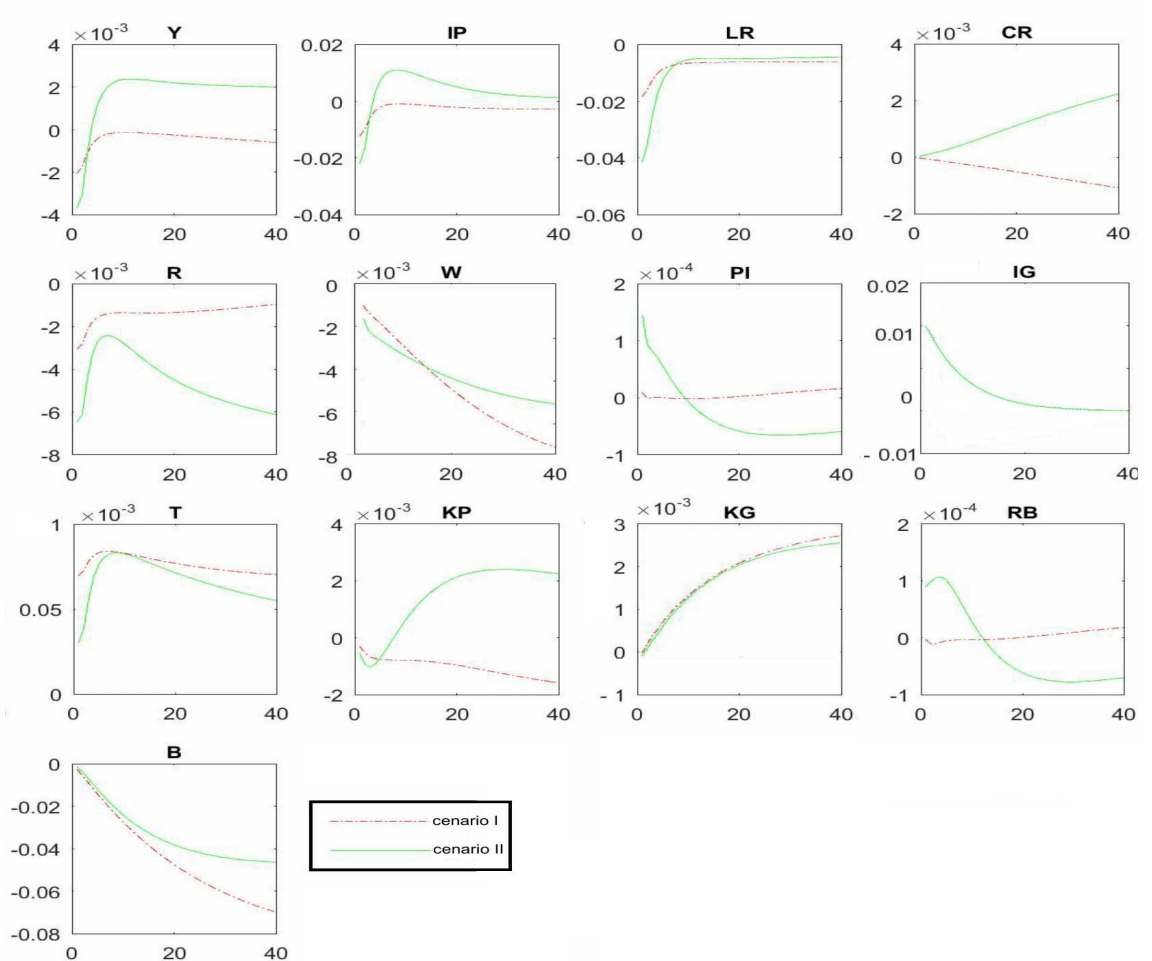 ×10⁻³ Y
4
2
0
-2
-4
0 20 40
IP
0.02
0
-0.02
-0.04
0 20 40
LR
0
-0.02
-0.04
-0.06
0 20 40
×10⁻³ CR
4
2
0
-2
0 20 40
×10⁻³ R
0
-2
-4
-6
-8
0 20 40
×10⁻³ W
0
-2
-4
-6
-8
0 20 40
×10⁻⁴ PI
2
1
0
-1
0 20 40
IG
0.02
0.01
0
- 0.01
0 20 40
×10⁻³ T
1
0.05
0
0 20 40
×10⁻³ KP
4
2
0
-2
0 20 40
×10⁻³ KG
3
2
1
0
- 1
0 20 40
×10⁻⁴ RB
2
1
0
-1
0 20 40
B
0
-0.02
-0.04
-0.06
-0.08
0 20 40
cenario I
cenario II